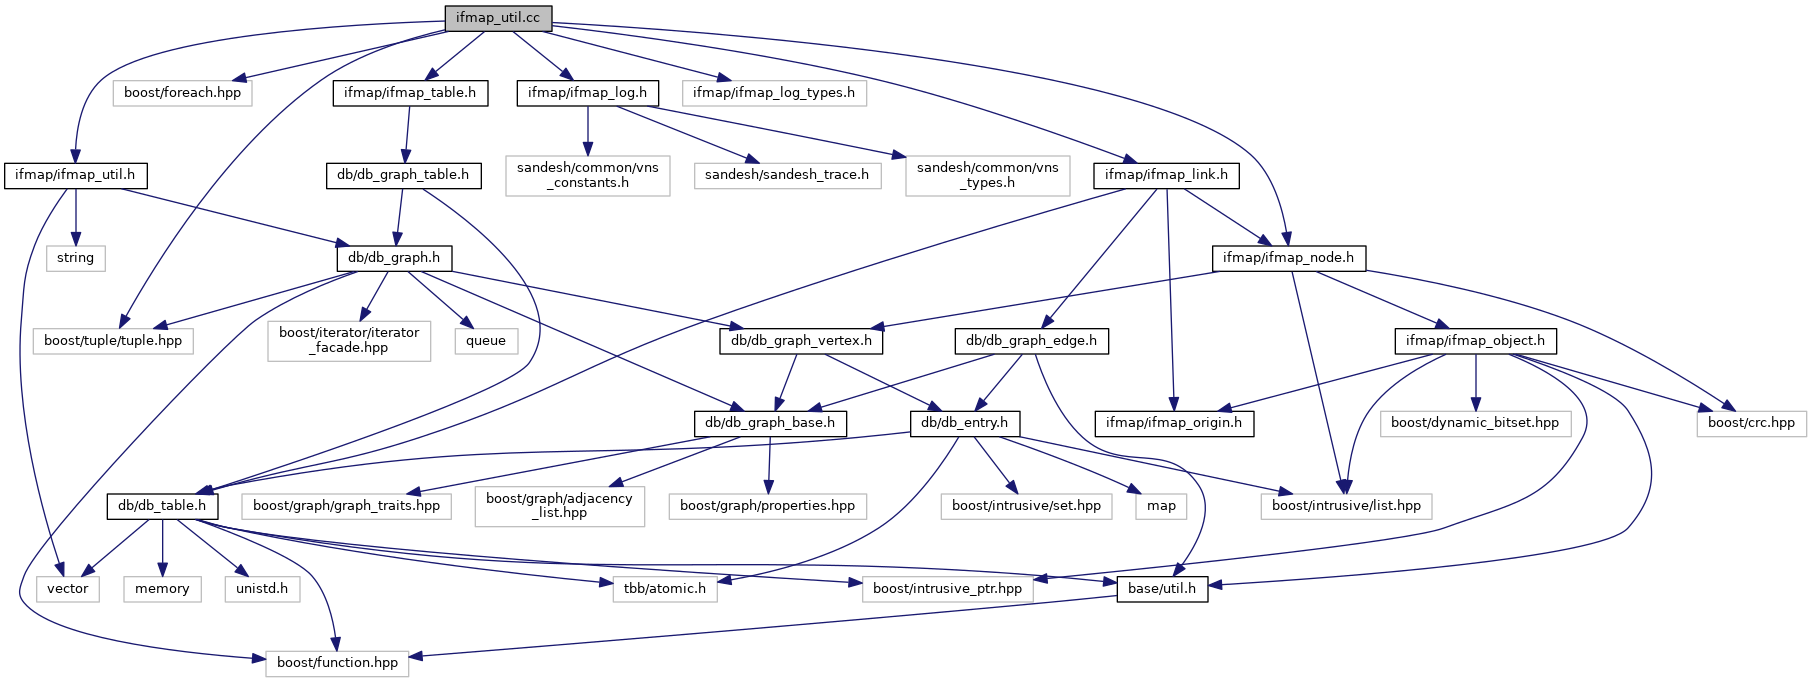 ifmap_util.cc
boost/foreach.hpp
ifmap/ifmap_table.h
ifmap/ifmap_log.h
ifmap/ifmap_log_types.h
ifmap/ifmap_util.h
db/db_graph_table.h
sandesh/common/vns
_constants.h
sandesh/sandesh_trace.h
sandesh/common/vns
_types.h
ifmap/ifmap_link.h
string
db/db_graph.h
ifmap/ifmap_node.h
boost/tuple/tuple.hpp
boost/iterator/iterator
_facade.hpp
queue
db/db_graph_vertex.h
db/db_graph_edge.h
ifmap/ifmap_object.h
db/db_graph_base.h
db/db_entry.h
ifmap/ifmap_origin.h
boost/dynamic_bitset.hpp
boost/crc.hpp
db/db_table.h
boost/graph/graph_traits.hpp
boost/graph/adjacency
_list.hpp
boost/graph/properties.hpp
boost/intrusive/set.hpp
map
boost/intrusive/list.hpp
vector
memory
unistd.h
tbb/atomic.h
boost/intrusive_ptr.hpp
base/util.h
boost/function.hpp